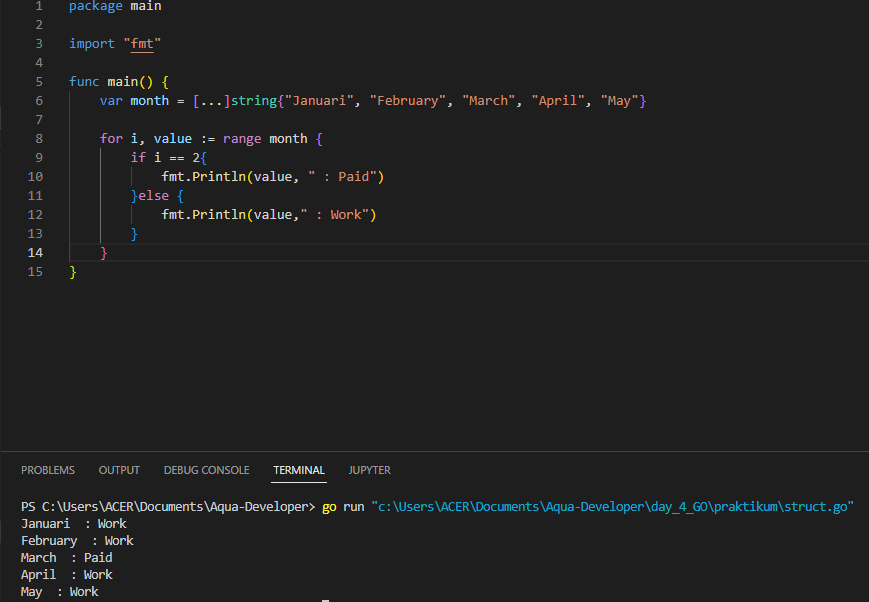 1 package main
2
3 import "fmt"
4
5 func main() {
6 var month = [...]string{"Januari", "February", "March", "April", "May"}
7
8 for i, value := range month {
9 if i == 2{
10 fmt.Println(value, " : Paid")
11 }else {
12 fmt.Println(value," : Work")
13 }
14 }
15 }
PROBLEMS OUTPUT DEBUG CONSOLE TERMINAL JUPYTER
PS C:\Users\ACER\Documents\Aqua-Developer> go run "c:\Users\ACER\Documents\Aqua-Developer\day_4_GO\praktikum\struct.go"
Januari  : Work
February  : Work
March  : Paid
April  : Work
May  : Work